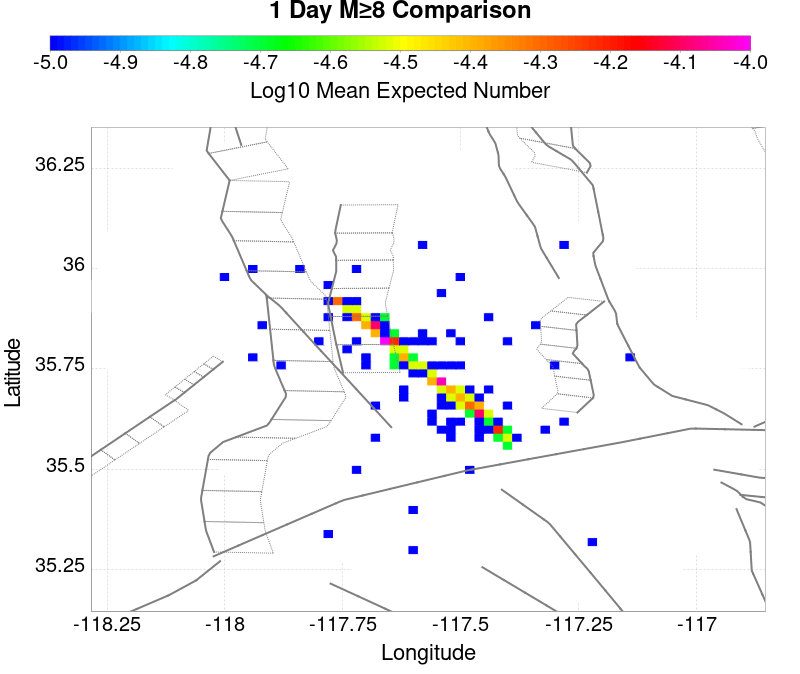 1 Day M≥8 Comparison
-5.0 -4.9 -4.8 -4.7 -4.6 -4.5 -4.4 -4.3 -4.2 -4.1 -4.0
Log10 Mean Expected Number
36.25
36
35.75
35.5
35.25
Latitude
-118.25 -118 -117.75 -117.5 -117.25 -117
Longitude